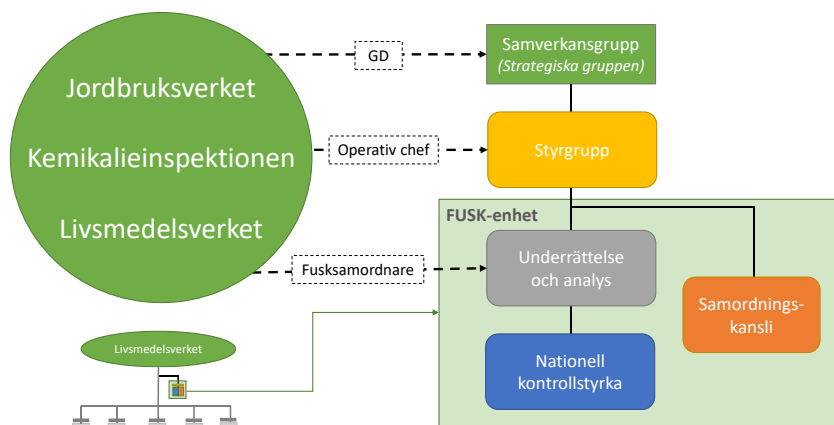 GD
Samverkansgrupp
(Strategiska gruppen)
Jordbruksverket
Kemikalieinspektionen
Livsmedelsverket
Operativ chef
Styrgrupp
FUSK-enhet
Fusksamordnare
Underrättelse
och analys
Samordnings-
kansli
Nationell
kontrollstyrka
Livsmedelsverket